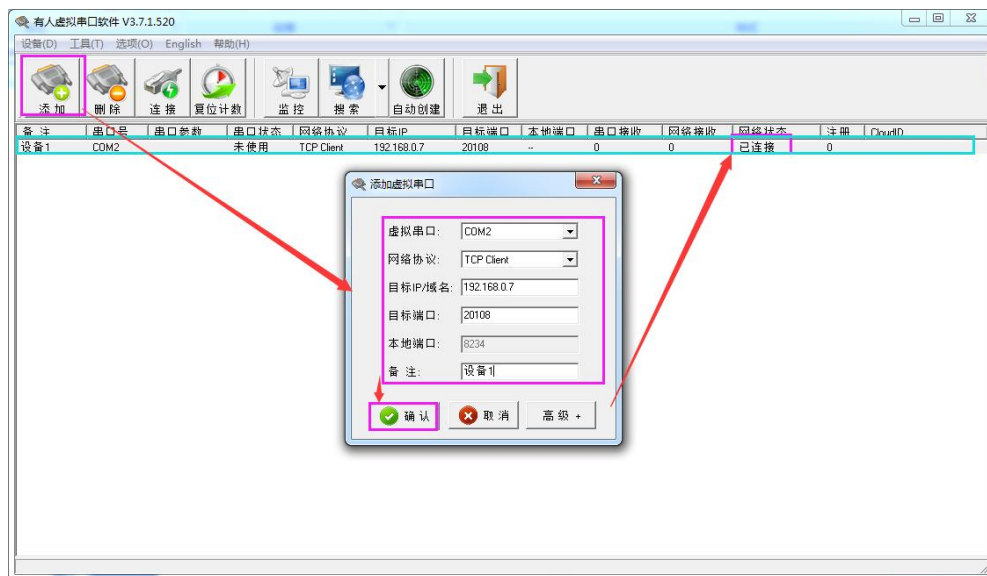 有人虚拟串口软件 V3.7.1.520
设备(D) 工具(T) 选项(O) English 帮助(H)
添加 删除 连接 复位计数 监控 搜索 自动创建 退出
备注 串口号 串口参数 串口状态 网络协议 目标IP 目标端口 本地端口 串口接收 网络接收 网络状态 注册 CloudID
设备1 COM2 未使用 TCP Client 192.168.0.7 20108 -- 0 0 已连接 0
添加虚拟串口
虚拟串口: COM2
网络协议: TCP Client
目标IP/域名: 192.168.0.7
目标端口: 20108
本地端口: 8234
备 注: 设备1
确认 取消 高级 +